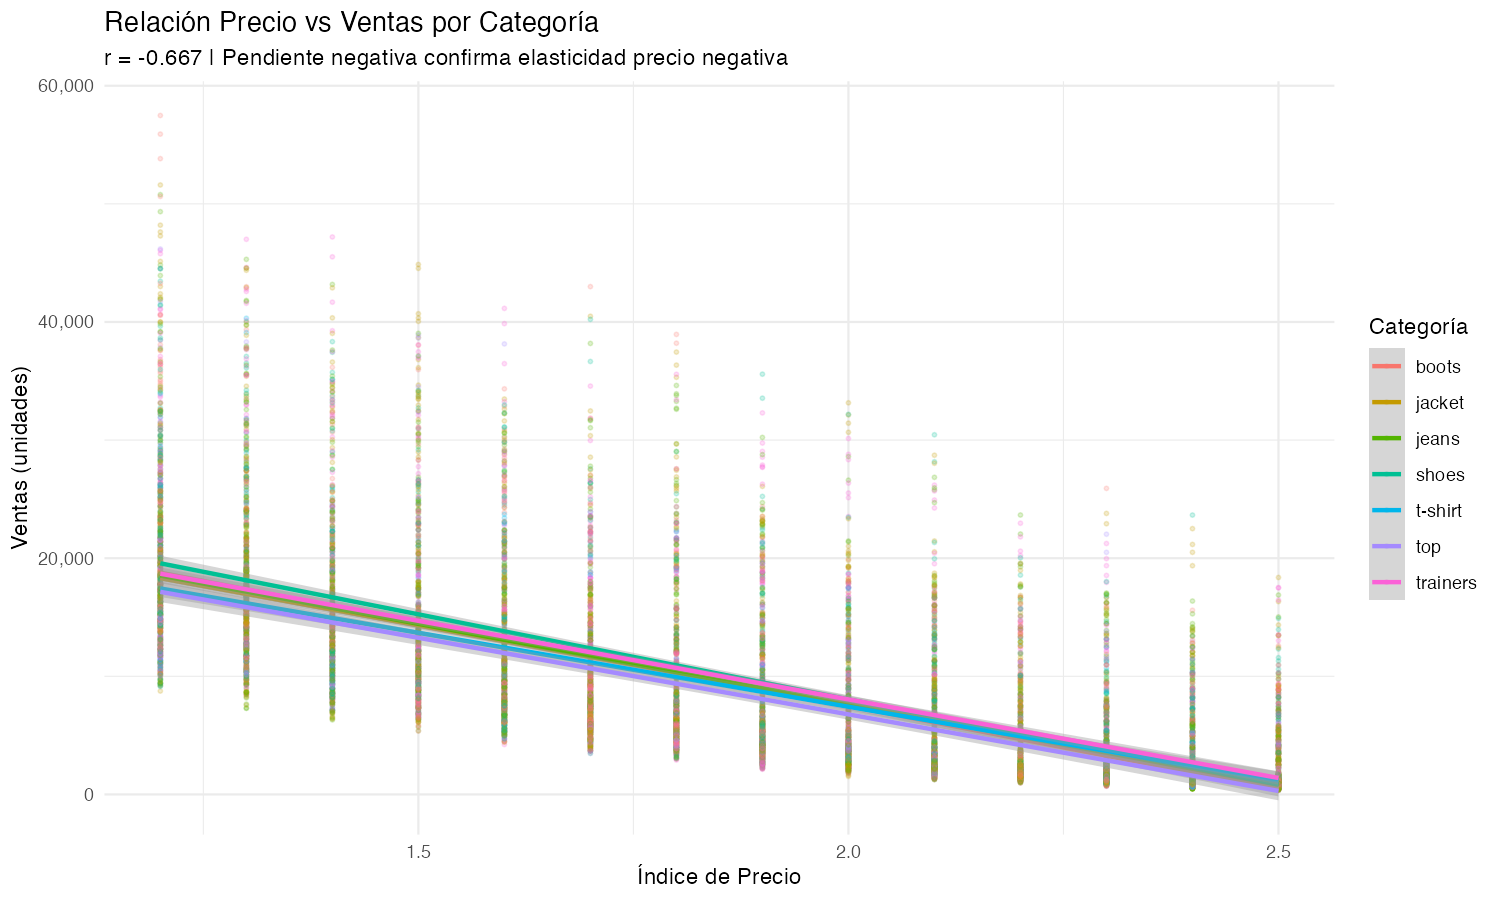 Relación Precio vs Ventas por Categoría
r = -0.667 | Pendiente negativa confirma elasticidad precio negativa
60,000
40,000
20,000
0
Ventas (unidades)
1.5
2.0
2.5
Índice de Precio
Categoría
boots
jacket
jeans
shoes
t-shirt
top
trainers